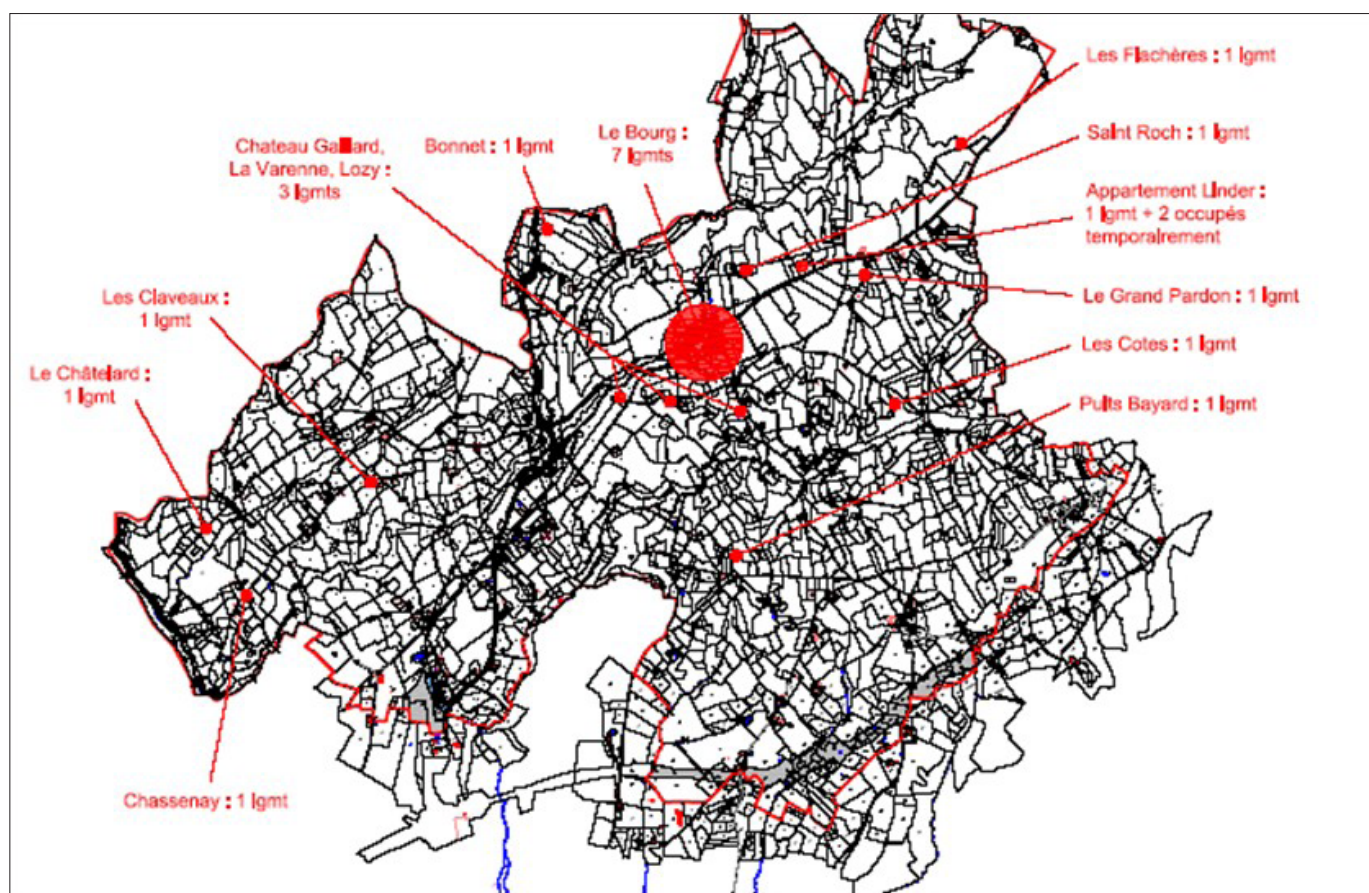 Les Flachères : 1 lgmt
Saint Roch : 1 lgmt
Appartement Linder :
1 lgmt + 2 occupés
temporairement
Le Grand Pardon : 1 lgmt
Les Cotes : 1 lgmt
Puits Bayard : 1 lgmt
Le Bourg :
7 lgmts
Bonnet : 1 lgmt
Chateau Gaillard,
La Varenne, Lozy :
3 lgmts
Les Claveaux :
1 lgmt
Le Châtelard :
1 lgmt
Chassenay : 1 lgmt